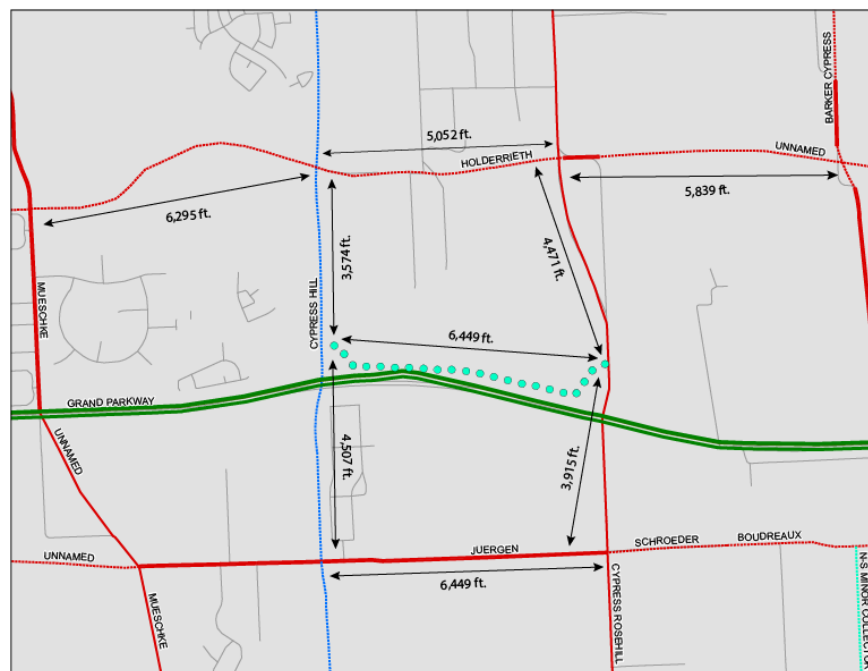 BARKER CYPRESS
5,052 ft.
HOLDERRIETH
UNNAMED
5,839 ft.
6,295 ft.
3,574 ft.
4,471 ft.
MUESCHKE
CYPRESS HILL
6,449 ft.
GRAND PARKWAY
UNNAMED
4,507 ft.
3,915 ft.
UNNAMED
JUERGEN
SCHROEDER
BOUDREAUX
6,449 ft.
MUESCHKE
CYPRESS ROSEHILL
N-S MINOR COLLECTO